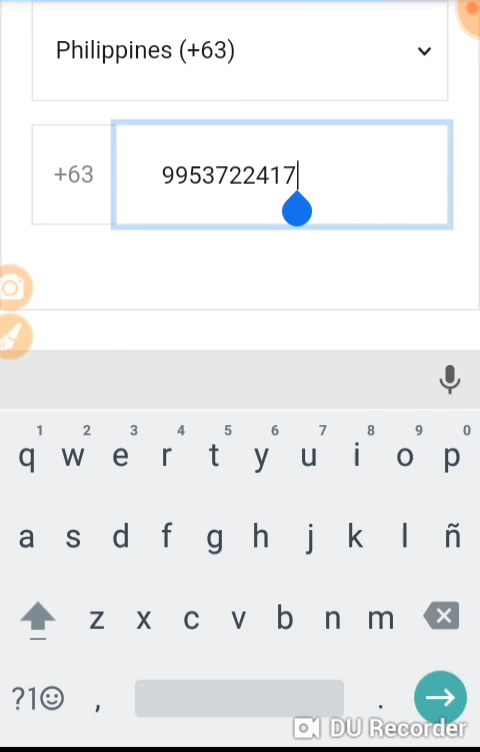 Philippines (+63)
+63
9953722417
1 2 3 4 5 6 7 8 9 0
q w e r t y u i o p
a s d f g h j k l ñ
z x c v b n m
?1☺ , .
DU Recorder